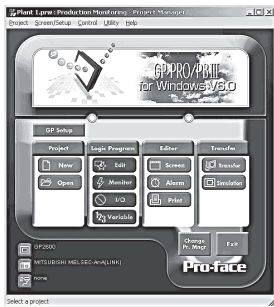 Plant 1.prw : Production Monitoring - Project Manager
Project Screen/Setup Control Utility Help
GP-PRO/PBIII
for Windows V6.0
GP Setup
Project Logic Program Editor Transfer
New Edit Screen Transfer
Open Monitor Alarm Simulation
I/O Print
Variable
GP2600
MITSUBISHI MELSEC-AnA(LINK)
none
Change
Pr. Mngr
Exit
Pro-face
Select a project